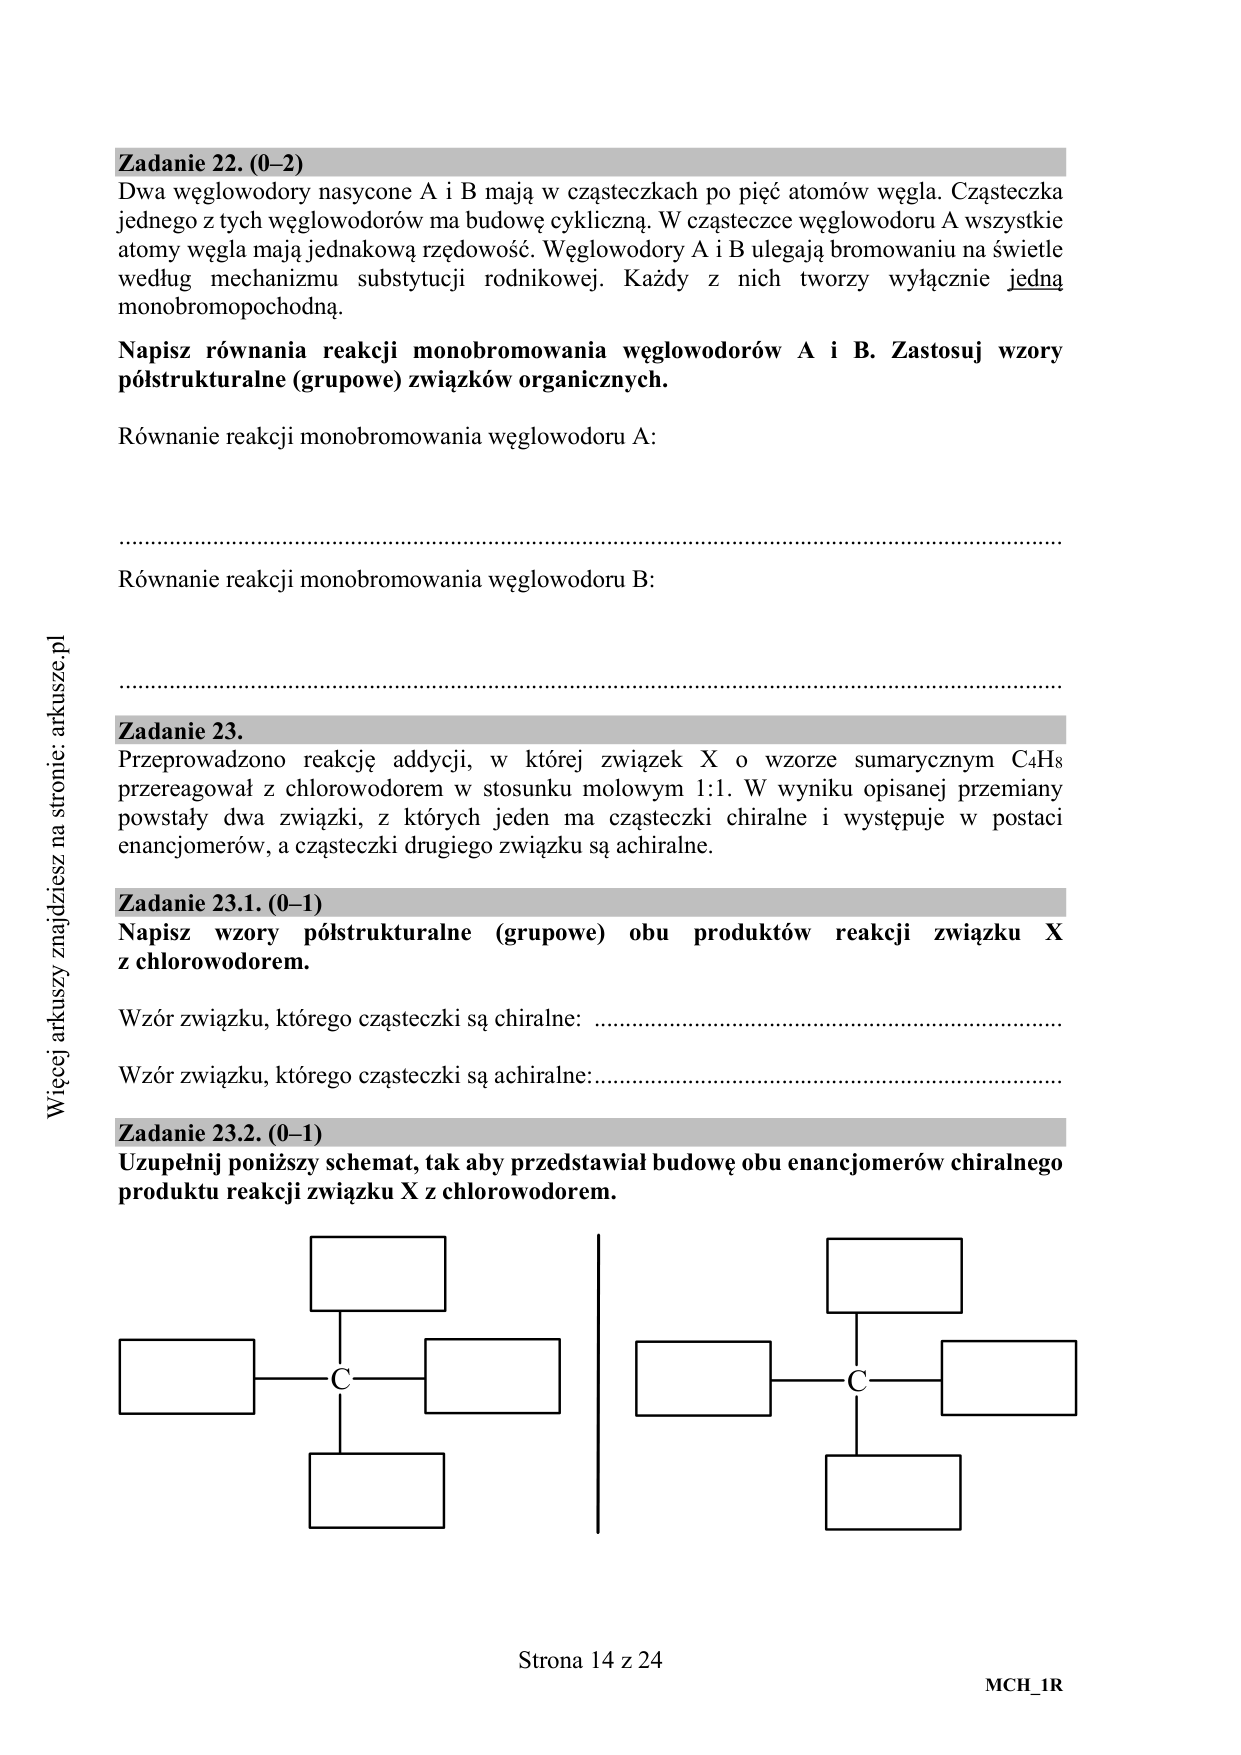 Zadanie 22. (0–2)
Dwa węglowodory nasycone A i B mają w cząsteczkach po pięć atomów węgla. Cząsteczka
jednego z tych węglowodorów ma budowę cykliczną. W cząsteczce węglowodoru A wszystkie
atomy węgla mają jednakową rzędowość. Węglowodory A i B ulegają bromowaniu na świetle
według mechanizmu substytucji rodnikowej. Każdy z nich tworzy wyłącznie jedną
monobromopochodną.
Napisz równania reakcji monobromowania węglowodorów A i B. Zastosuj wzory
półstrukturalne (grupowe) związków organicznych.
Równanie reakcji monobromowania węglowodoru A:
Równanie reakcji monobromowania węglowodoru B:
Zadanie 23.
Przeprowadzono reakcję addycji, w której związek X o wzorze sumarycznym C₄H₈
przereagował z chlorowodorem w stosunku molowym 1:1. W wyniku opisanej przemiany
powstały dwa związki, z których jeden ma cząsteczki chiralne i występuje w postaci
enancjomerów, a cząsteczki drugiego związku są achiralne.
Zadanie 23.1. (0–1)
Napisz wzory półstrukturalne (grupowe) obu produktów reakcji związku X
z chlorowodorem.
Wzór związku, którego cząsteczki są chiralne: ..........................................................................
Wzór związku, którego cząsteczki są achiralne:..........................................................................
Zadanie 23.2. (0–1)
Uzupełnij poniższy schemat, tak aby przedstawiał budowę obu enancjomerów chiralnego
produktu reakcji związku X z chlorowodorem.
C C
Strona 14 z 24
MCH_1R
Więcej arkuszy znajdziesz na stronie: arkusze.pl